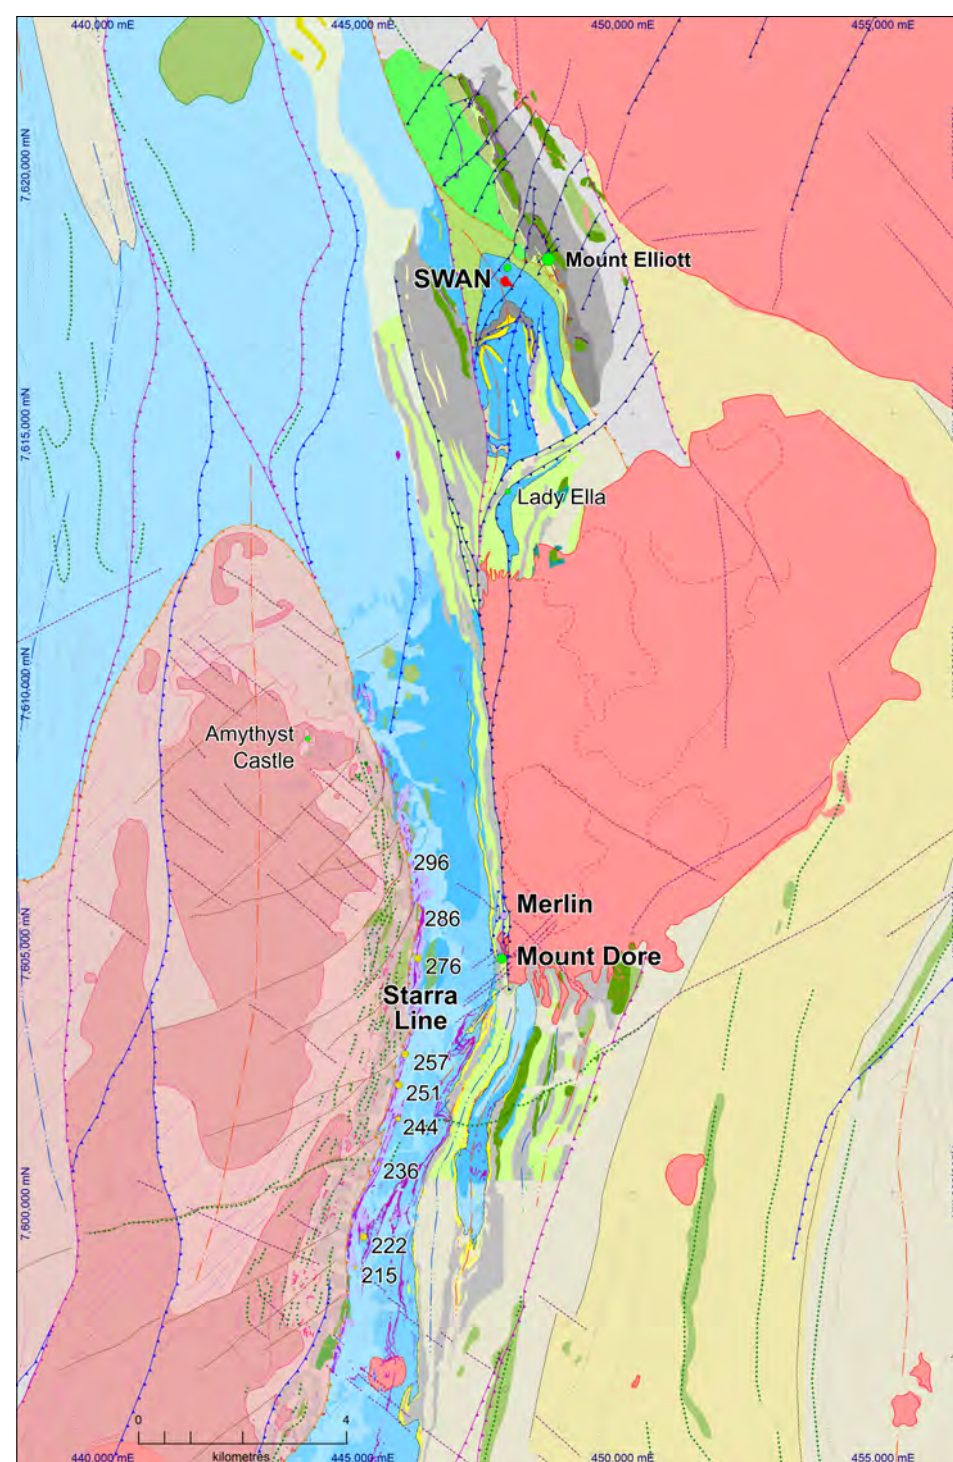 440,000 mE
445,000 mE
450,000 mE
455,000 mE
7,620,000 mN
Mount Elliott
SWAN
7,615,000 mN
Lady Ella
7,610,000 mN
Amythyst
Castle
296
Merlin
286
7,605,000 mN
Mount Dore
276
Starra
Line
257
251
244
236
7,600,000 mN
222
215
0
4
kilometres
440,000 mE
445,000 mE
450,000 mE
455,000 mE